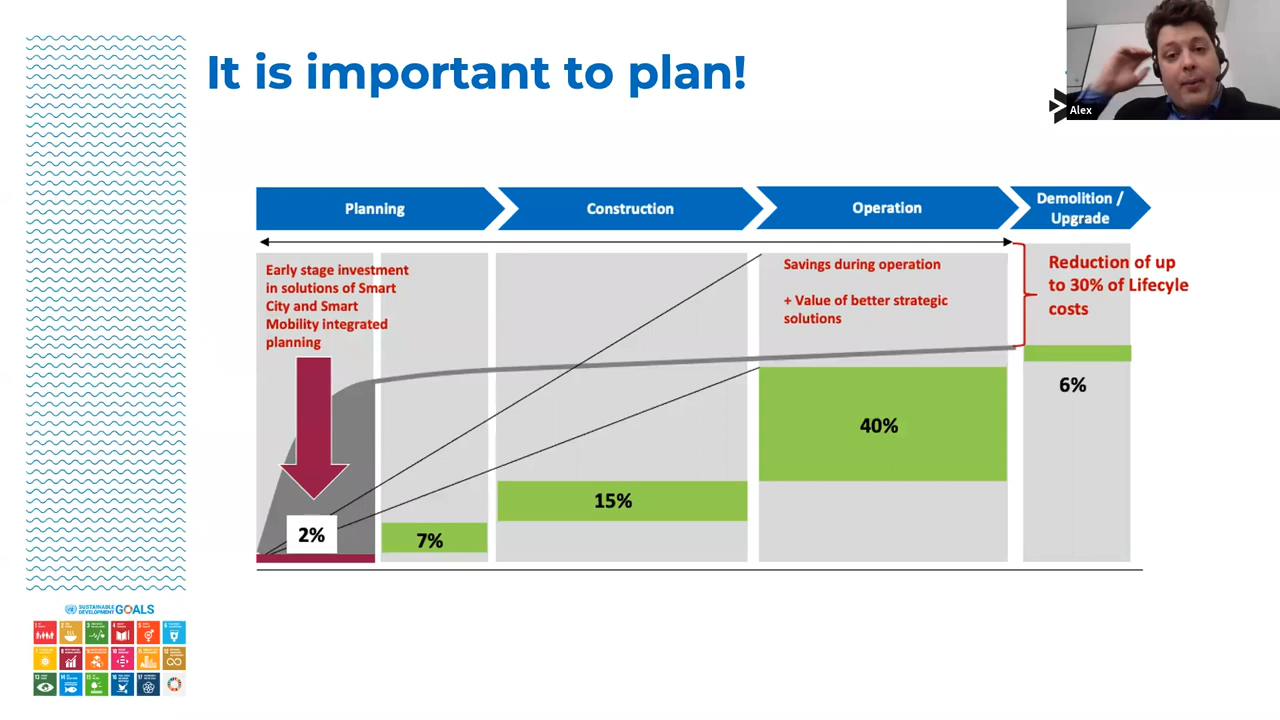 It is important to plan!
Alex
Planning
Construction
Operation
Demolition /
Upgrade
Early stage investment
in solutions of Smart
City and Smart
Mobility integrated
planning
Savings during operation
+ Value of better strategic
solutions
Reduction of up
to 30% of Lifecyle
costs
2%
7%
15%
40%
6%
SUSTAINABLE
DEVELOPMENT
GOALS